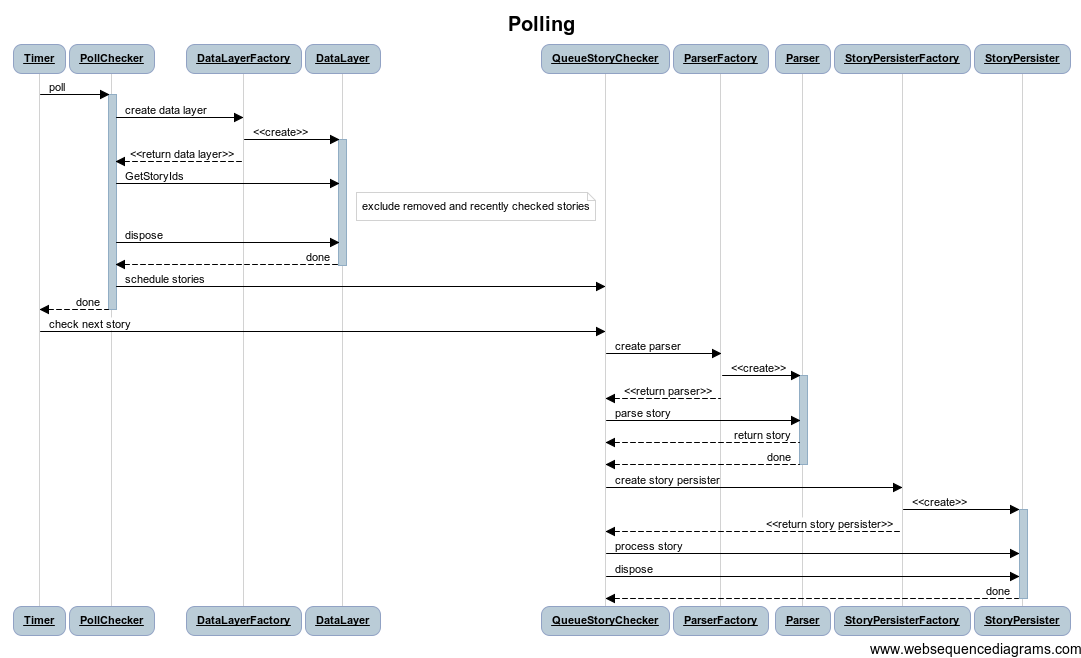 Polling
Timer PollChecker DataLayerFactory DataLayer QueueStoryChecker ParserFactory Parser StoryPersisterFactory StoryPersister
poll
create data layer
<<create>>
<<return data layer>>
GetStoryIds
exclude removed and recently checked stories
dispose
done
schedule stories
done
check next story
create parser
<<create>>
<<return parser>>
parse story
return story
done
create story persister
<<create>>
<<return story persister>>
process story
dispose
done
Timer PollChecker DataLayerFactory DataLayer QueueStoryChecker ParserFactory Parser StoryPersisterFactory StoryPersister
www.websequencediagrams.com